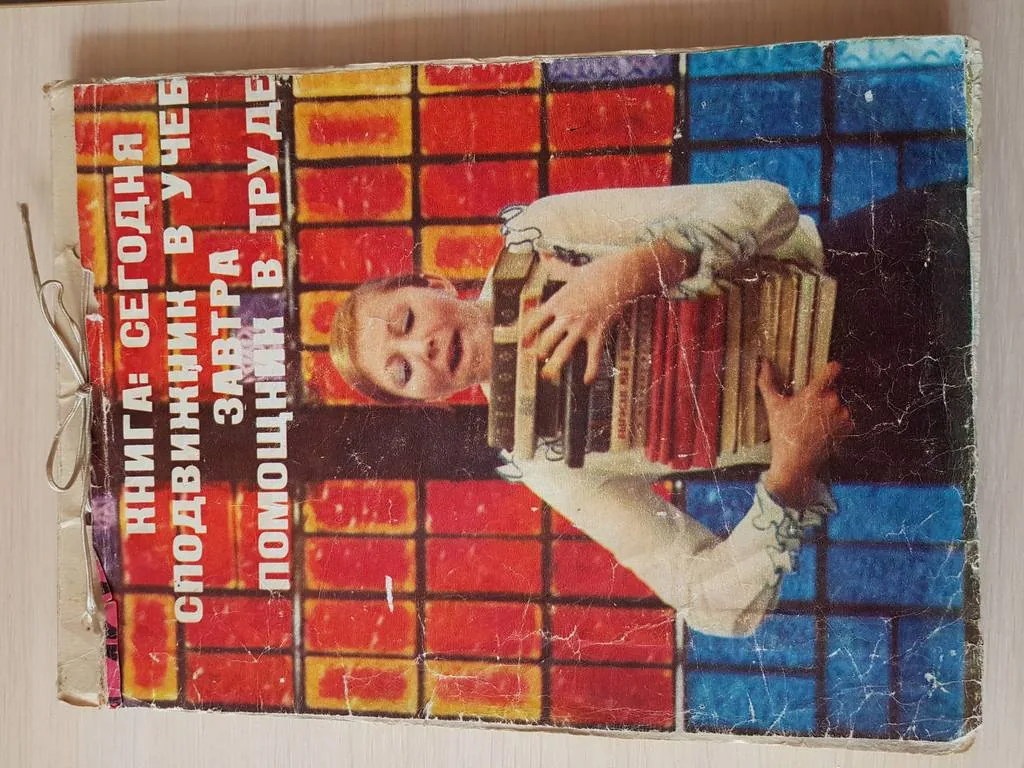 КНИГА: СЕГОДНЯ
СПОДВИЖНИК В УЧЕБ
ЗАВТРА
ПОМОЩНИК В ТРУДЕ